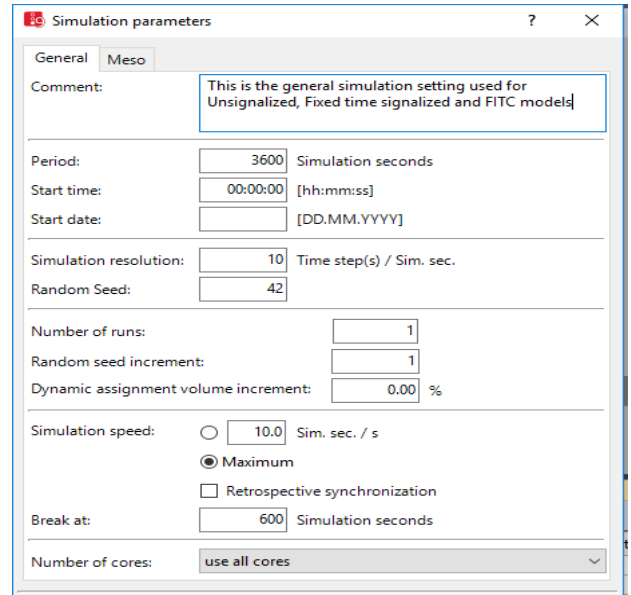 Simulation parameters ? ×
General Meso
Comment: This is the general simulation setting used for
Unsignalized, Fixed time signalized and FITC models
Period: 3600 Simulation seconds
Start time: 00:00:00 [hh:mm:ss]
Start date: [DD.MM.YYYY]
Simulation resolution: 10 Time step(s) / Sim. sec.
Random Seed: 42
Number of runs: 1
Random seed increment: 1
Dynamic assignment volume increment: 0.00 %
Simulation speed: 10.0 Sim. sec. / s
Maximum
Retrospective synchronization
Break at: 600 Simulation seconds
Number of cores: use all cores